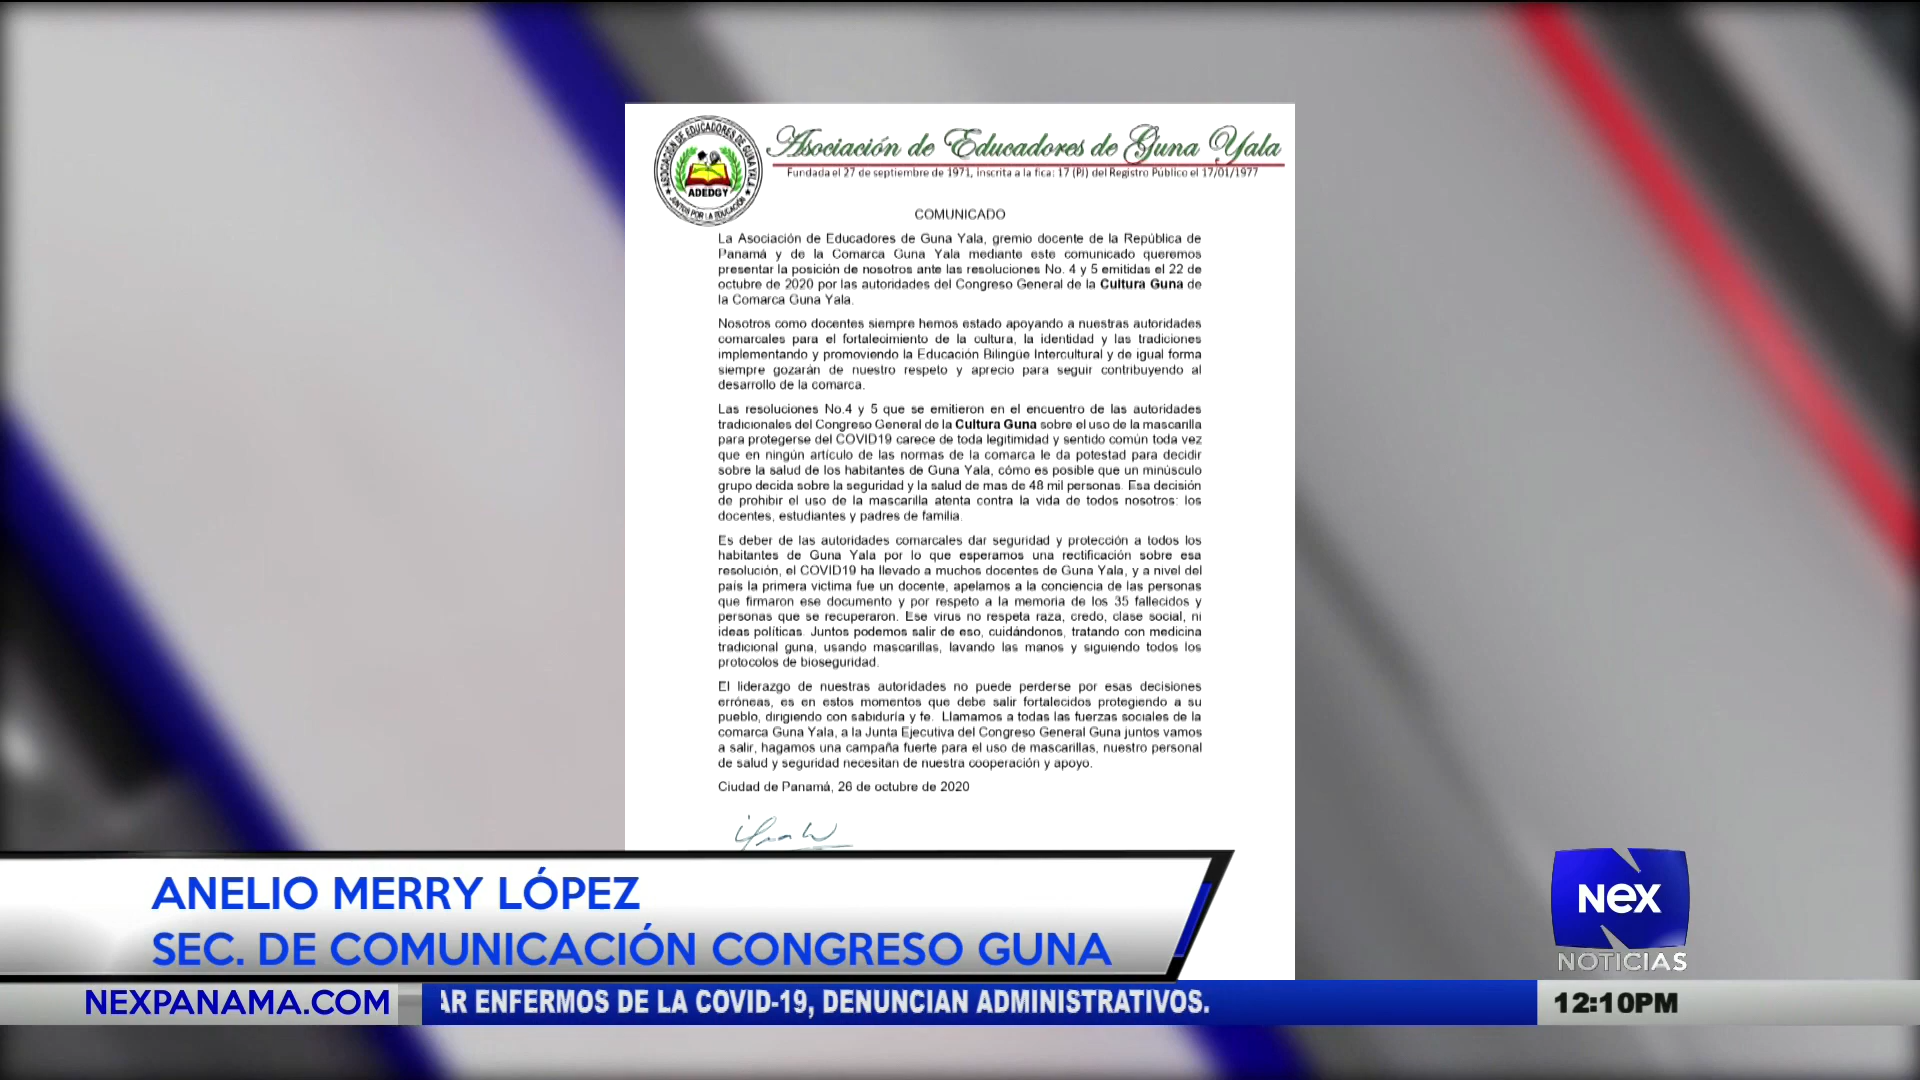 ASOCIACIÓN DE EDUCADORES DE GUNA YALA
ADEDGY
JUNTOS POR LA EDUCACIÓN
Asociación de Educadores de Guna Yala
Fundada el 27 de septiembre de 1971, inscrita a la fica: 17 (PJ) del Registro Público el 17/01/1977
COMUNICADO
La Asociación de Educadores de Guna Yala, gremio docente de la República de
Panamá y de la Comarca Guna Yala mediante este comunicado queremos
presentar la posición de nosotros ante las resoluciones No. 4 y 5 emitidas el 22 de
octubre de 2020 por las autoridades del Congreso General de la Cultura Guna de
la Comarca Guna Yala.
Nosotros como docentes siempre hemos estado apoyando a nuestras autoridades
comarcales para el fortalecimiento de la cultura, la identidad y las tradiciones
implementando y promoviendo la Educación Bilingüe Intercultural y de igual forma
siempre gozarán de nuestro respeto y aprecio para seguir contribuyendo al
desarrollo de la comarca.
Las resoluciones No.4 y 5 que se emitieron en el encuentro de las autoridades
tradicionales del Congreso General de la Cultura Guna sobre el uso de la mascarilla
para protegerse del COVID19 carece de toda legitimidad y sentido común toda vez
que en ningún artículo de las normas de la comarca le da potestad para decidir
sobre la salud de los habitantes de Guna Yala, cómo es posible que un minúsculo
grupo decida sobre la seguridad y la salud de mas de 48 mil personas. Esa decisión
de prohibir el uso de la mascarilla atenta contra la vida de todos nosotros: los
docentes, estudiantes y padres de familia.
Es deber de las autoridades comarcales dar seguridad y protección a todos los
habitantes de Guna Yala por lo que esperamos una rectificación sobre esa
resolución, el COVID19 ha llevado a muchos docentes de Guna Yala, y a nivel del
país la primera victima fue un docente, apelamos a la conciencia de las personas
que firmaron ese documento y por respeto a la memoria de los 35 fallecidos y
personas que se recuperaron. Ese virus no respeta raza, credo, clase social, ni
ideas políticas. Juntos podemos salir de eso, cuidándonos, tratando con medicina
tradicional guna, usando mascarillas, lavando las manos y siguiendo todos los
protocolos de bioseguridad.
El liderazgo de nuestras autoridades no puede perderse por esas decisiones
erróneas, es en estos momentos que debe salir fortalecidos protegiendo a su
pueblo, dirigiendo con sabiduría y fe. Llamamos a todas las fuerzas sociales de la
comarca Guna Yala, a la Junta Ejecutiva del Congreso General Guna juntos vamos
a salir, hagamos una campaña fuerte para el uso de mascarillas, nuestro personal
de salud y seguridad necesitan de nuestra cooperación y apoyo.
Ciudad de Panamá, 26 de octubre de 2020
ANELIO MERRY LÓPEZ
SEC. DE COMUNICACIÓN CONGRESO GUNA
nex
NOTICIAS
NEXPANAMA.COM
AR ENFERMOS DE LA COVID-19, DENUNCIAN ADMINISTRATIVOS.
12:10PM